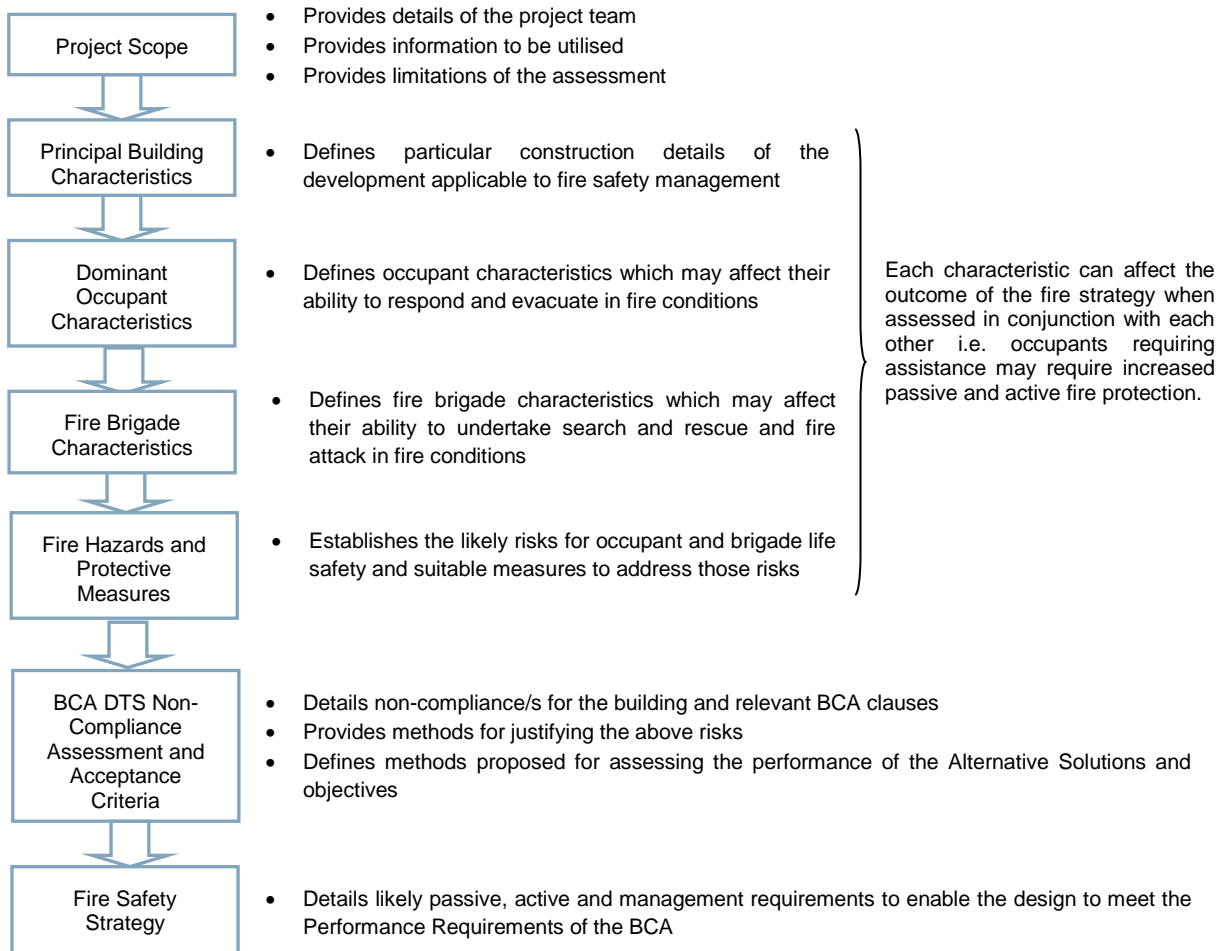 Project Scope
• Provides details of the project team
• Provides information to be utilised
• Provides limitations of the assessment
Principal Building
Characteristics
• Defines particular construction details of the
development applicable to fire safety management
Dominant
Occupant
Characteristics
• Defines occupant characteristics which may affect their
ability to respond and evacuate in fire conditions
Fire Brigade
Characteristics
• Defines fire brigade characteristics which may affect
their ability to undertake search and rescue and fire
attack in fire conditions
Fire Hazards and
Protective
Measures
• Establishes the likely risks for occupant and brigade life
safety and suitable measures to address those risks
Each characteristic can affect the
outcome of the fire strategy when
assessed in conjunction with each
other i.e. occupants requiring
assistance may require increased
passive and active fire protection.
BCA DTS Non-
Compliance
Assessment and
Acceptance
Criteria
• Details non-compliance/s for the building and relevant BCA clauses
• Provides methods for justifying the above risks
• Defines methods proposed for assessing the performance of the Alternative Solutions and
objectives
Fire Safety
Strategy
• Details likely passive, active and management requirements to enable the design to meet the
Performance Requirements of the BCA